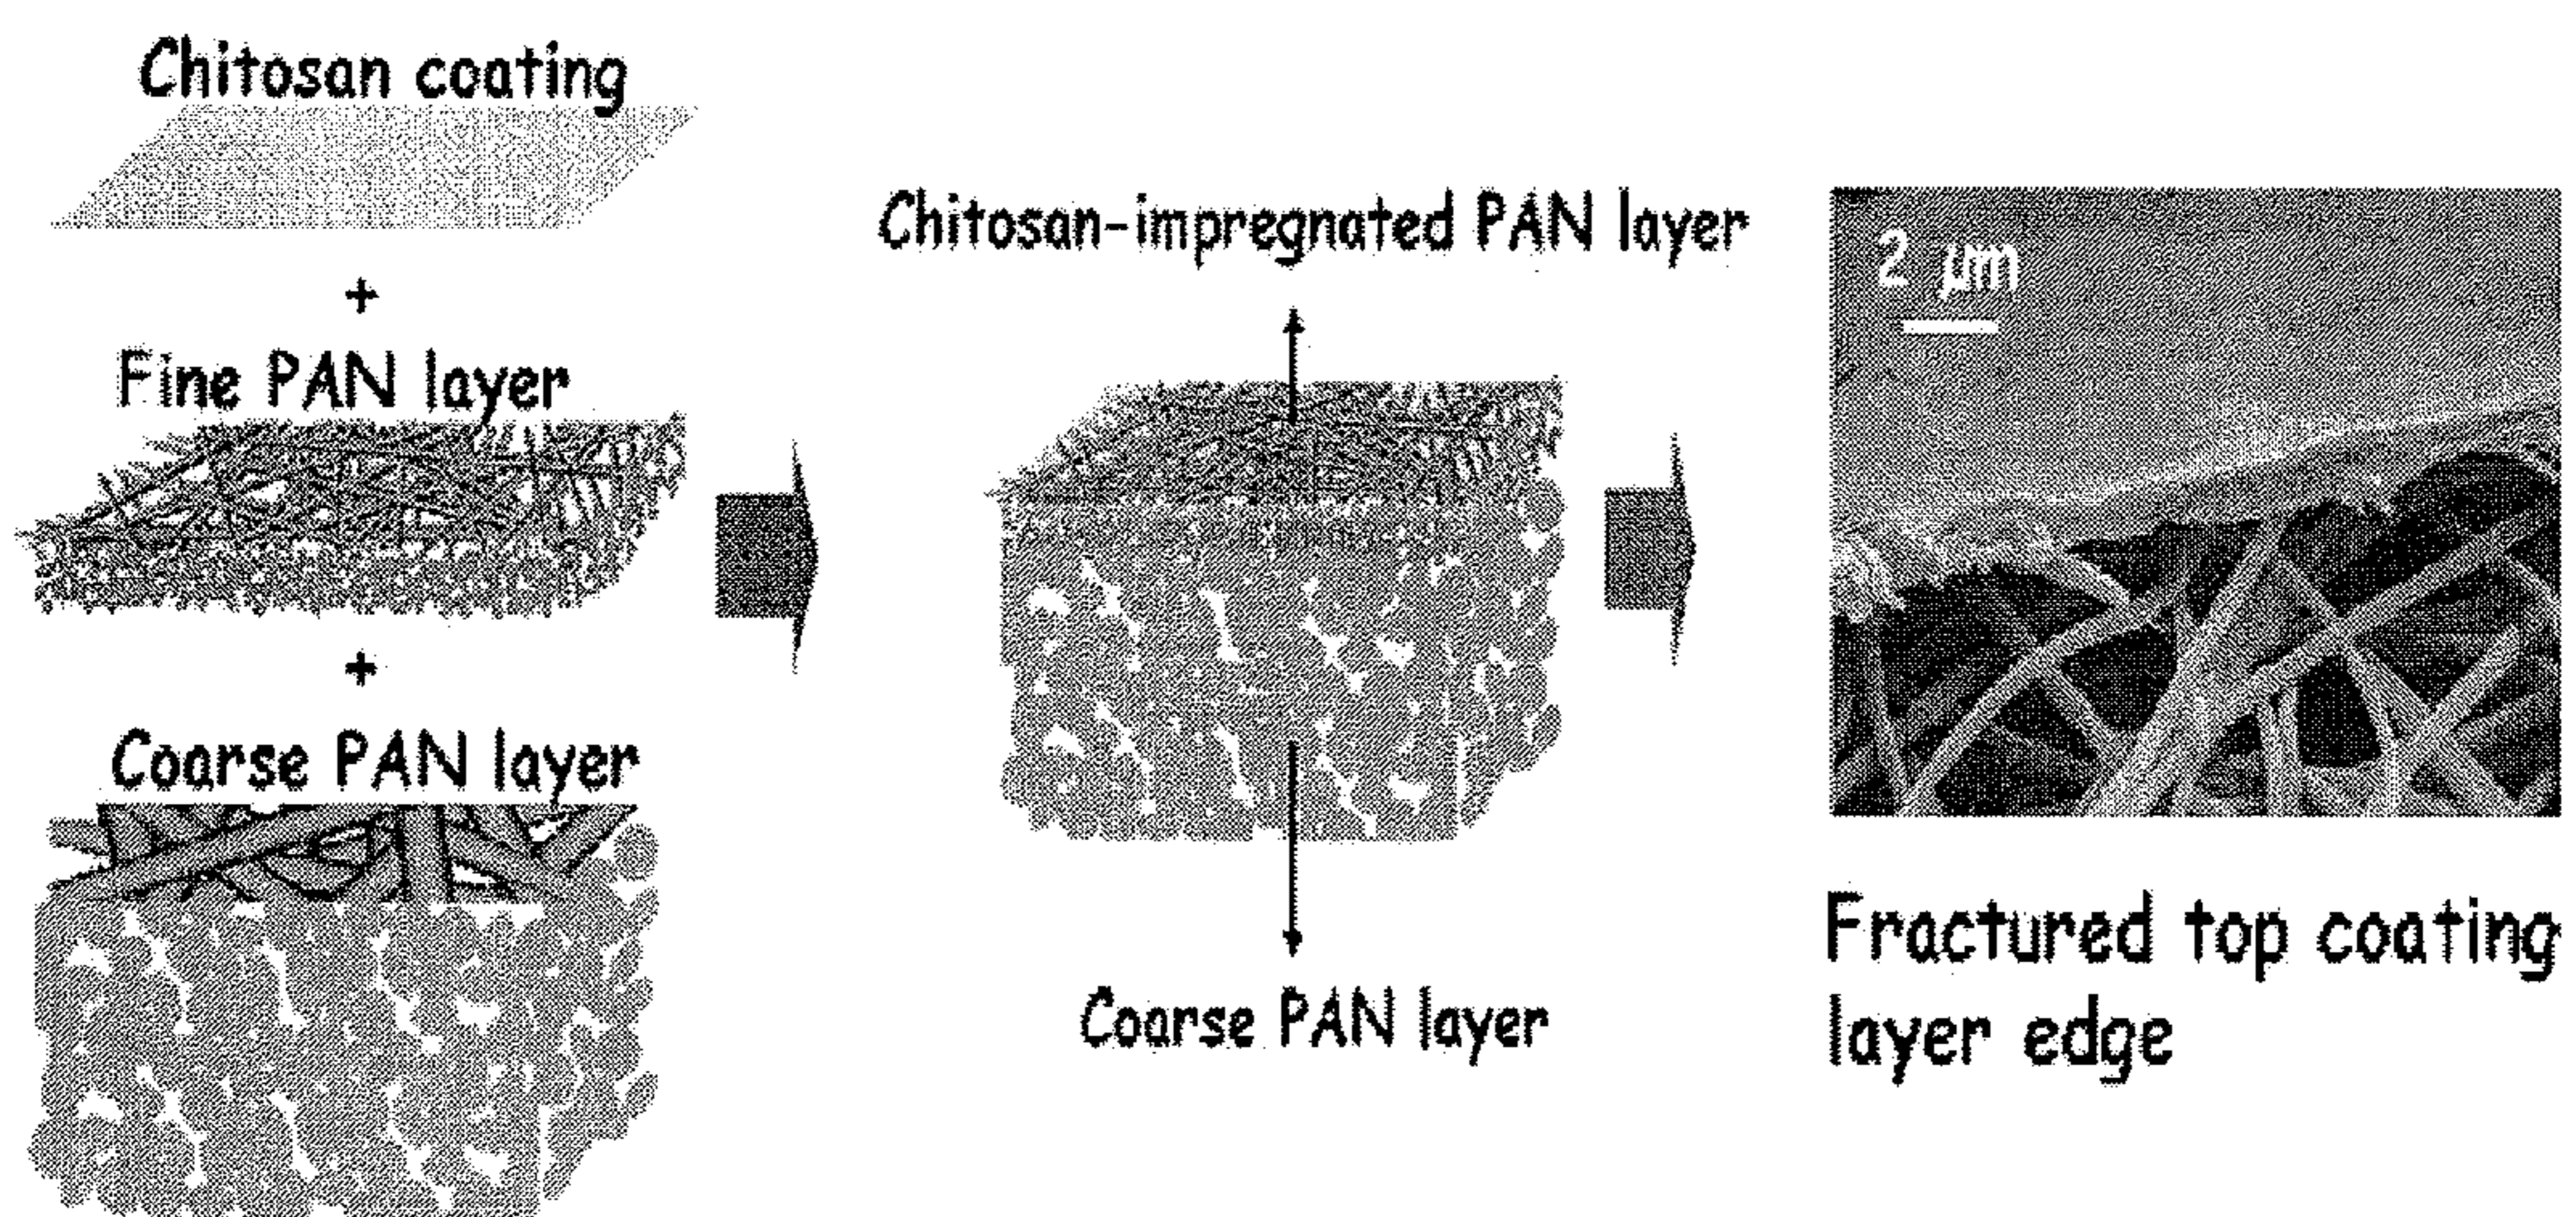 Chitosan coating
+
Fine PAN layer
+
Coarse PAN layer
Chitosan-impregnated PAN layer
Coarse PAN layer
2 μm
Fractured top coating
layer edge